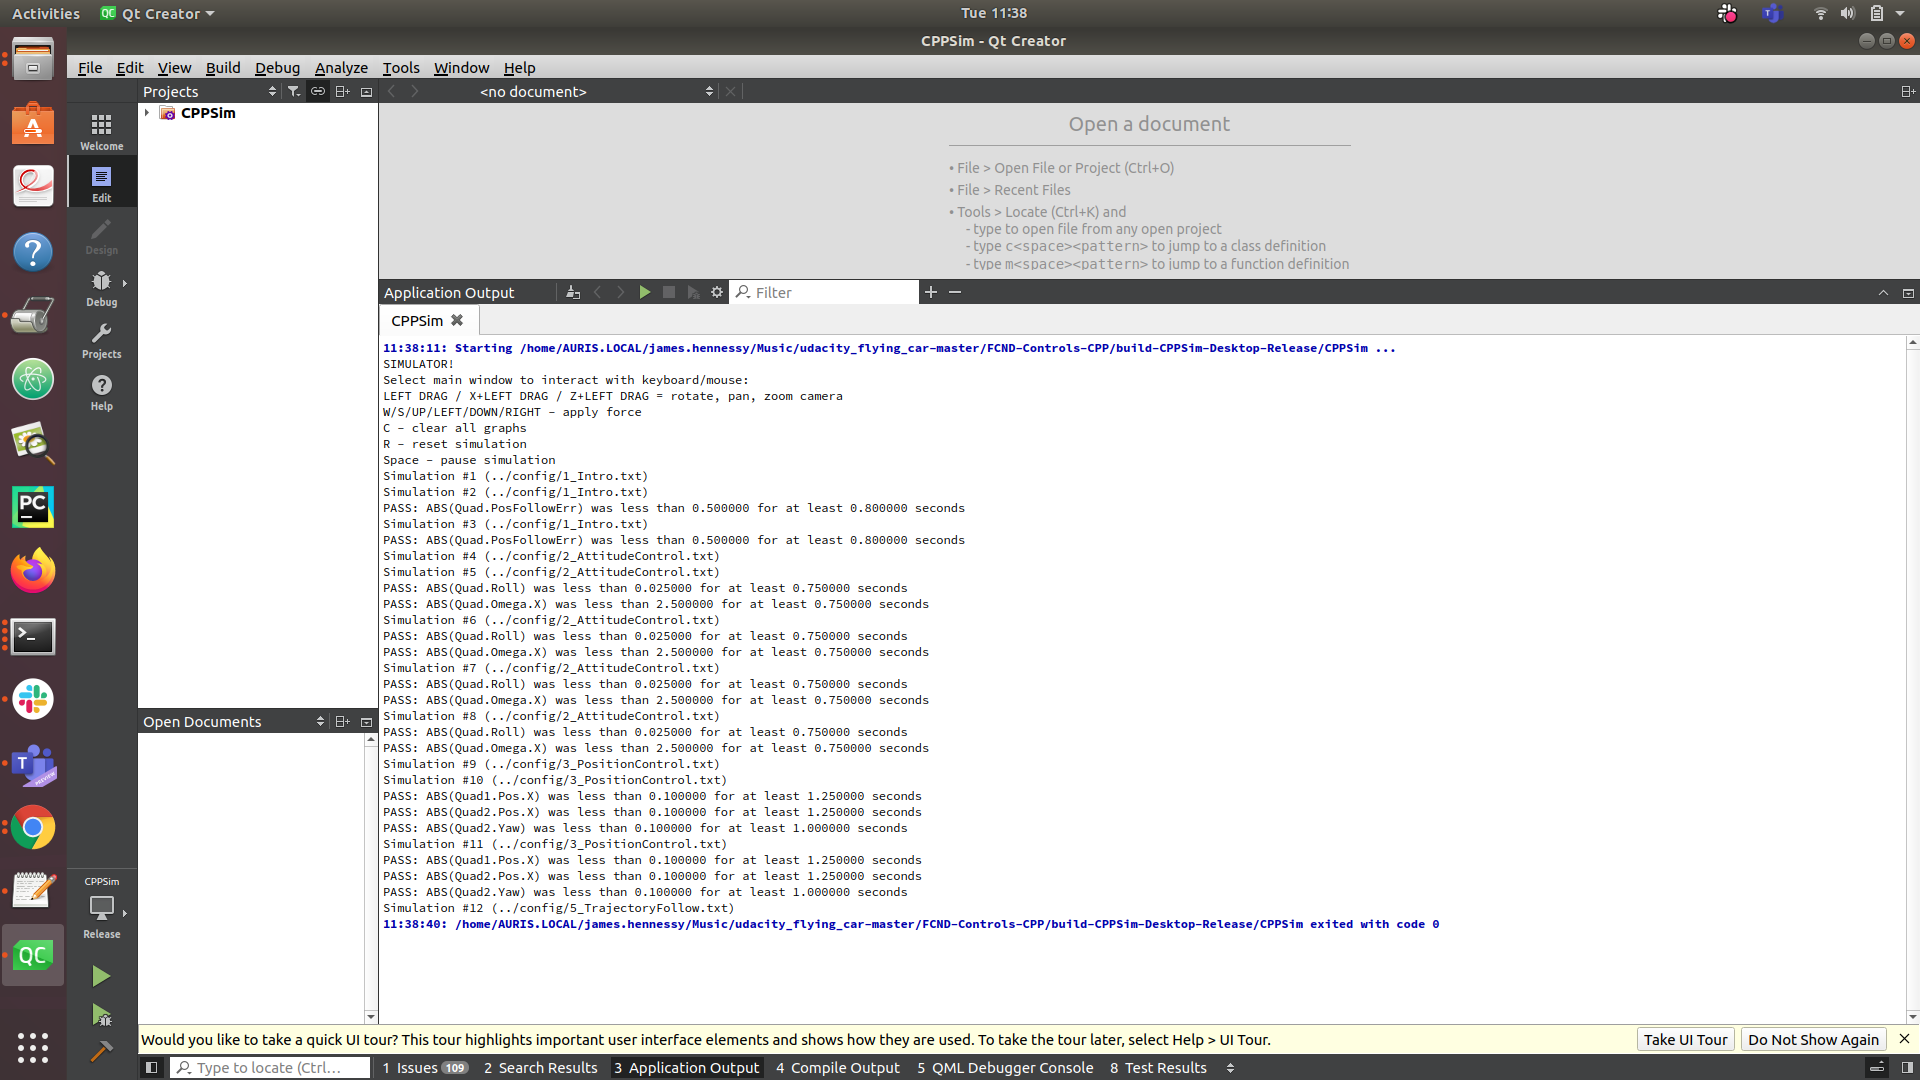 Activities
Qt Creator
Tue 11:38
CPPSim - Qt Creator
File Edit View Build Debug Analyze Tools Window Help
Projects
<no document>
Welcome
Edit
Design
Debug
Projects
Help
CPPSim
Open a document
• File > Open File or Project (Ctrl+O)
• File > Recent Files
• Tools > Locate (Ctrl+K) and
- type to open file from any open project
- type c<space><pattern> to jump to a class definition
- type m<space><pattern> to jump to a function definition
Application Output
Filter
CPPSim
11:38:11: Starting /home/AURIS.LOCAL/james.hennessy/Music/udacity_flying_car-master/FCND-Controls-CPP/build-CPPSim-Desktop-Release/CPPSim ...
SIMULATOR!
Select main window to interact with keyboard/mouse:
LEFT DRAG / X+LEFT DRAG / Z+LEFT DRAG = rotate, pan, zoom camera
W/S/UP/LEFT/DOWN/RIGHT - apply force
C - clear all graphs
R - reset simulation
Space - pause simulation
Simulation #1 (../config/1_Intro.txt)
Simulation #2 (../config/1_Intro.txt)
PASS: ABS(Quad.PosFollowErr) was less than 0.500000 for at least 0.800000 seconds
Simulation #3 (../config/1_Intro.txt)
PASS: ABS(Quad.PosFollowErr) was less than 0.500000 for at least 0.800000 seconds
Simulation #4 (../config/2_AttitudeControl.txt)
Simulation #5 (../config/2_AttitudeControl.txt)
PASS: ABS(Quad.Roll) was less than 0.025000 for at least 0.750000 seconds
PASS: ABS(Quad.Omega.X) was less than 2.500000 for at least 0.750000 seconds
Simulation #6 (../config/2_AttitudeControl.txt)
PASS: ABS(Quad.Roll) was less than 0.025000 for at least 0.750000 seconds
PASS: ABS(Quad.Omega.X) was less than 2.500000 for at least 0.750000 seconds
Simulation #7 (../config/2_AttitudeControl.txt)
PASS: ABS(Quad.Roll) was less than 0.025000 for at least 0.750000 seconds
PASS: ABS(Quad.Omega.X) was less than 2.500000 for at least 0.750000 seconds
Simulation #8 (../config/2_AttitudeControl.txt)
PASS: ABS(Quad.Roll) was less than 0.025000 for at least 0.750000 seconds
PASS: ABS(Quad.Omega.X) was less than 2.500000 for at least 0.750000 seconds
Simulation #9 (../config/3_PositionControl.txt)
Simulation #10 (../config/3_PositionControl.txt)
PASS: ABS(Quad1.Pos.X) was less than 0.100000 for at least 1.250000 seconds
PASS: ABS(Quad2.Pos.X) was less than 0.100000 for at least 1.250000 seconds
PASS: ABS(Quad2.Yaw) was less than 0.100000 for at least 1.000000 seconds
Simulation #11 (../config/3_PositionControl.txt)
PASS: ABS(Quad1.Pos.X) was less than 0.100000 for at least 1.250000 seconds
PASS: ABS(Quad2.Pos.X) was less than 0.100000 for at least 1.250000 seconds
PASS: ABS(Quad2.Yaw) was less than 0.100000 for at least 1.000000 seconds
Simulation #12 (../config/5_TrajectoryFollow.txt)
11:38:40: /home/AURIS.LOCAL/james.hennessy/Music/udacity_flying_car-master/FCND-Controls-CPP/build-CPPSim-Desktop-Release/CPPSim exited with code 0
Open Documents
CPPSim
Release
PC
T
PREVIEW
QC
Would you like to take a quick UI tour? This tour highlights important user interface elements and shows how they are used. To take the tour later, select Help > UI Tour.
Take UI Tour
Do Not Show Again
Type to locate (Ctrl...
1 Issues 109
2 Search Results
3 Application Output
4 Compile Output
5 QML Debugger Console
8 Test Results